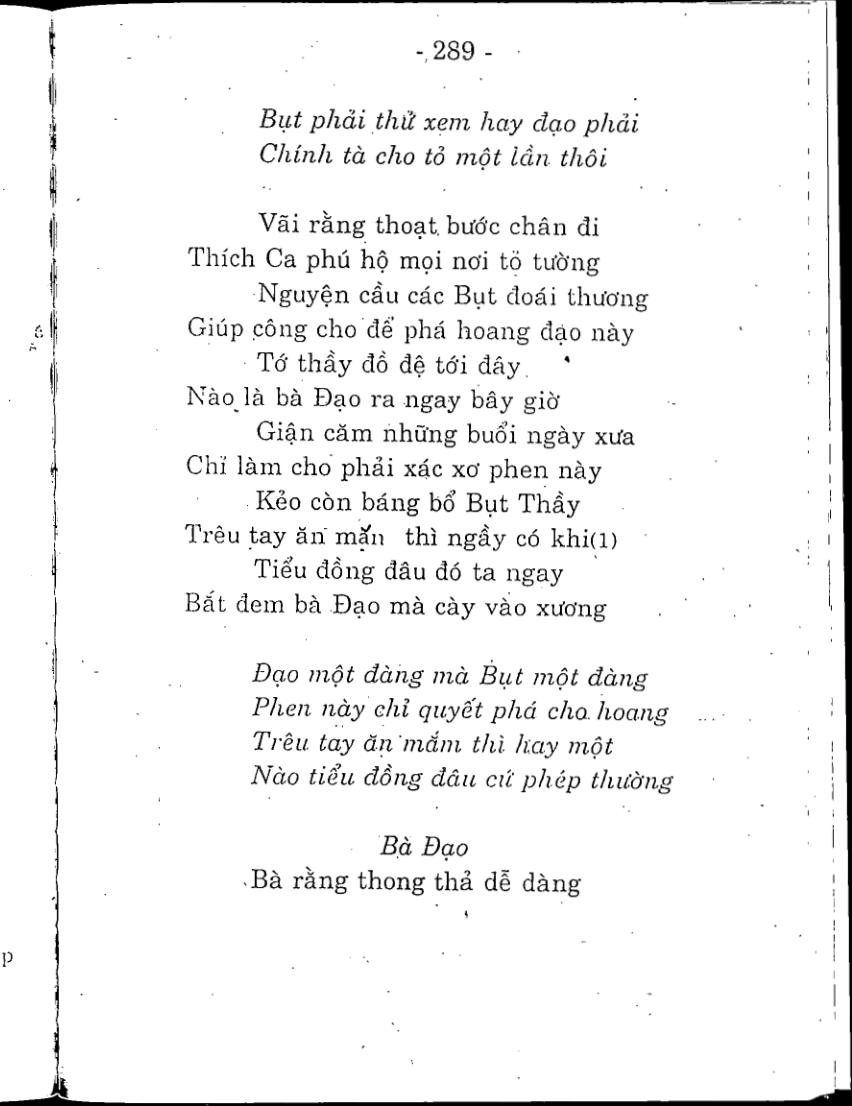 - 289 -
Bụt phải thử xem hay đạo phải
Chính tà cho tỏ một lần thôi
Vãi rằng thoạt bước chân đi
Thích Ca phú hộ mọi nơi tỏ tường
Nguyện cầu các Bụt đoái thương
Giúp công cho để phá hoang đạo này
Tớ thầy đồ đệ tới đây
Nào là bà Đạo ra ngay bây giờ
Giận căm những buổi ngày xưa
Chỉ làm cho phải xác xơ phen này
Kẻo còn báng bổ Bụt Thầy
Trêu tay ăn mắn thì ngầy có khi(1)
Tiểu đồng đâu đó ta ngay
Bắt đem bà Đạo mà cày vào xương
Đạo một đàng mà Bụt một đàng
Phen này chỉ quyết phá cho hoang
Trêu tay ăn mắm thì hay một
Nào tiểu đồng đâu cứ phép thường
Bà Đạo
Bà rằng thong thả dễ dàng
p